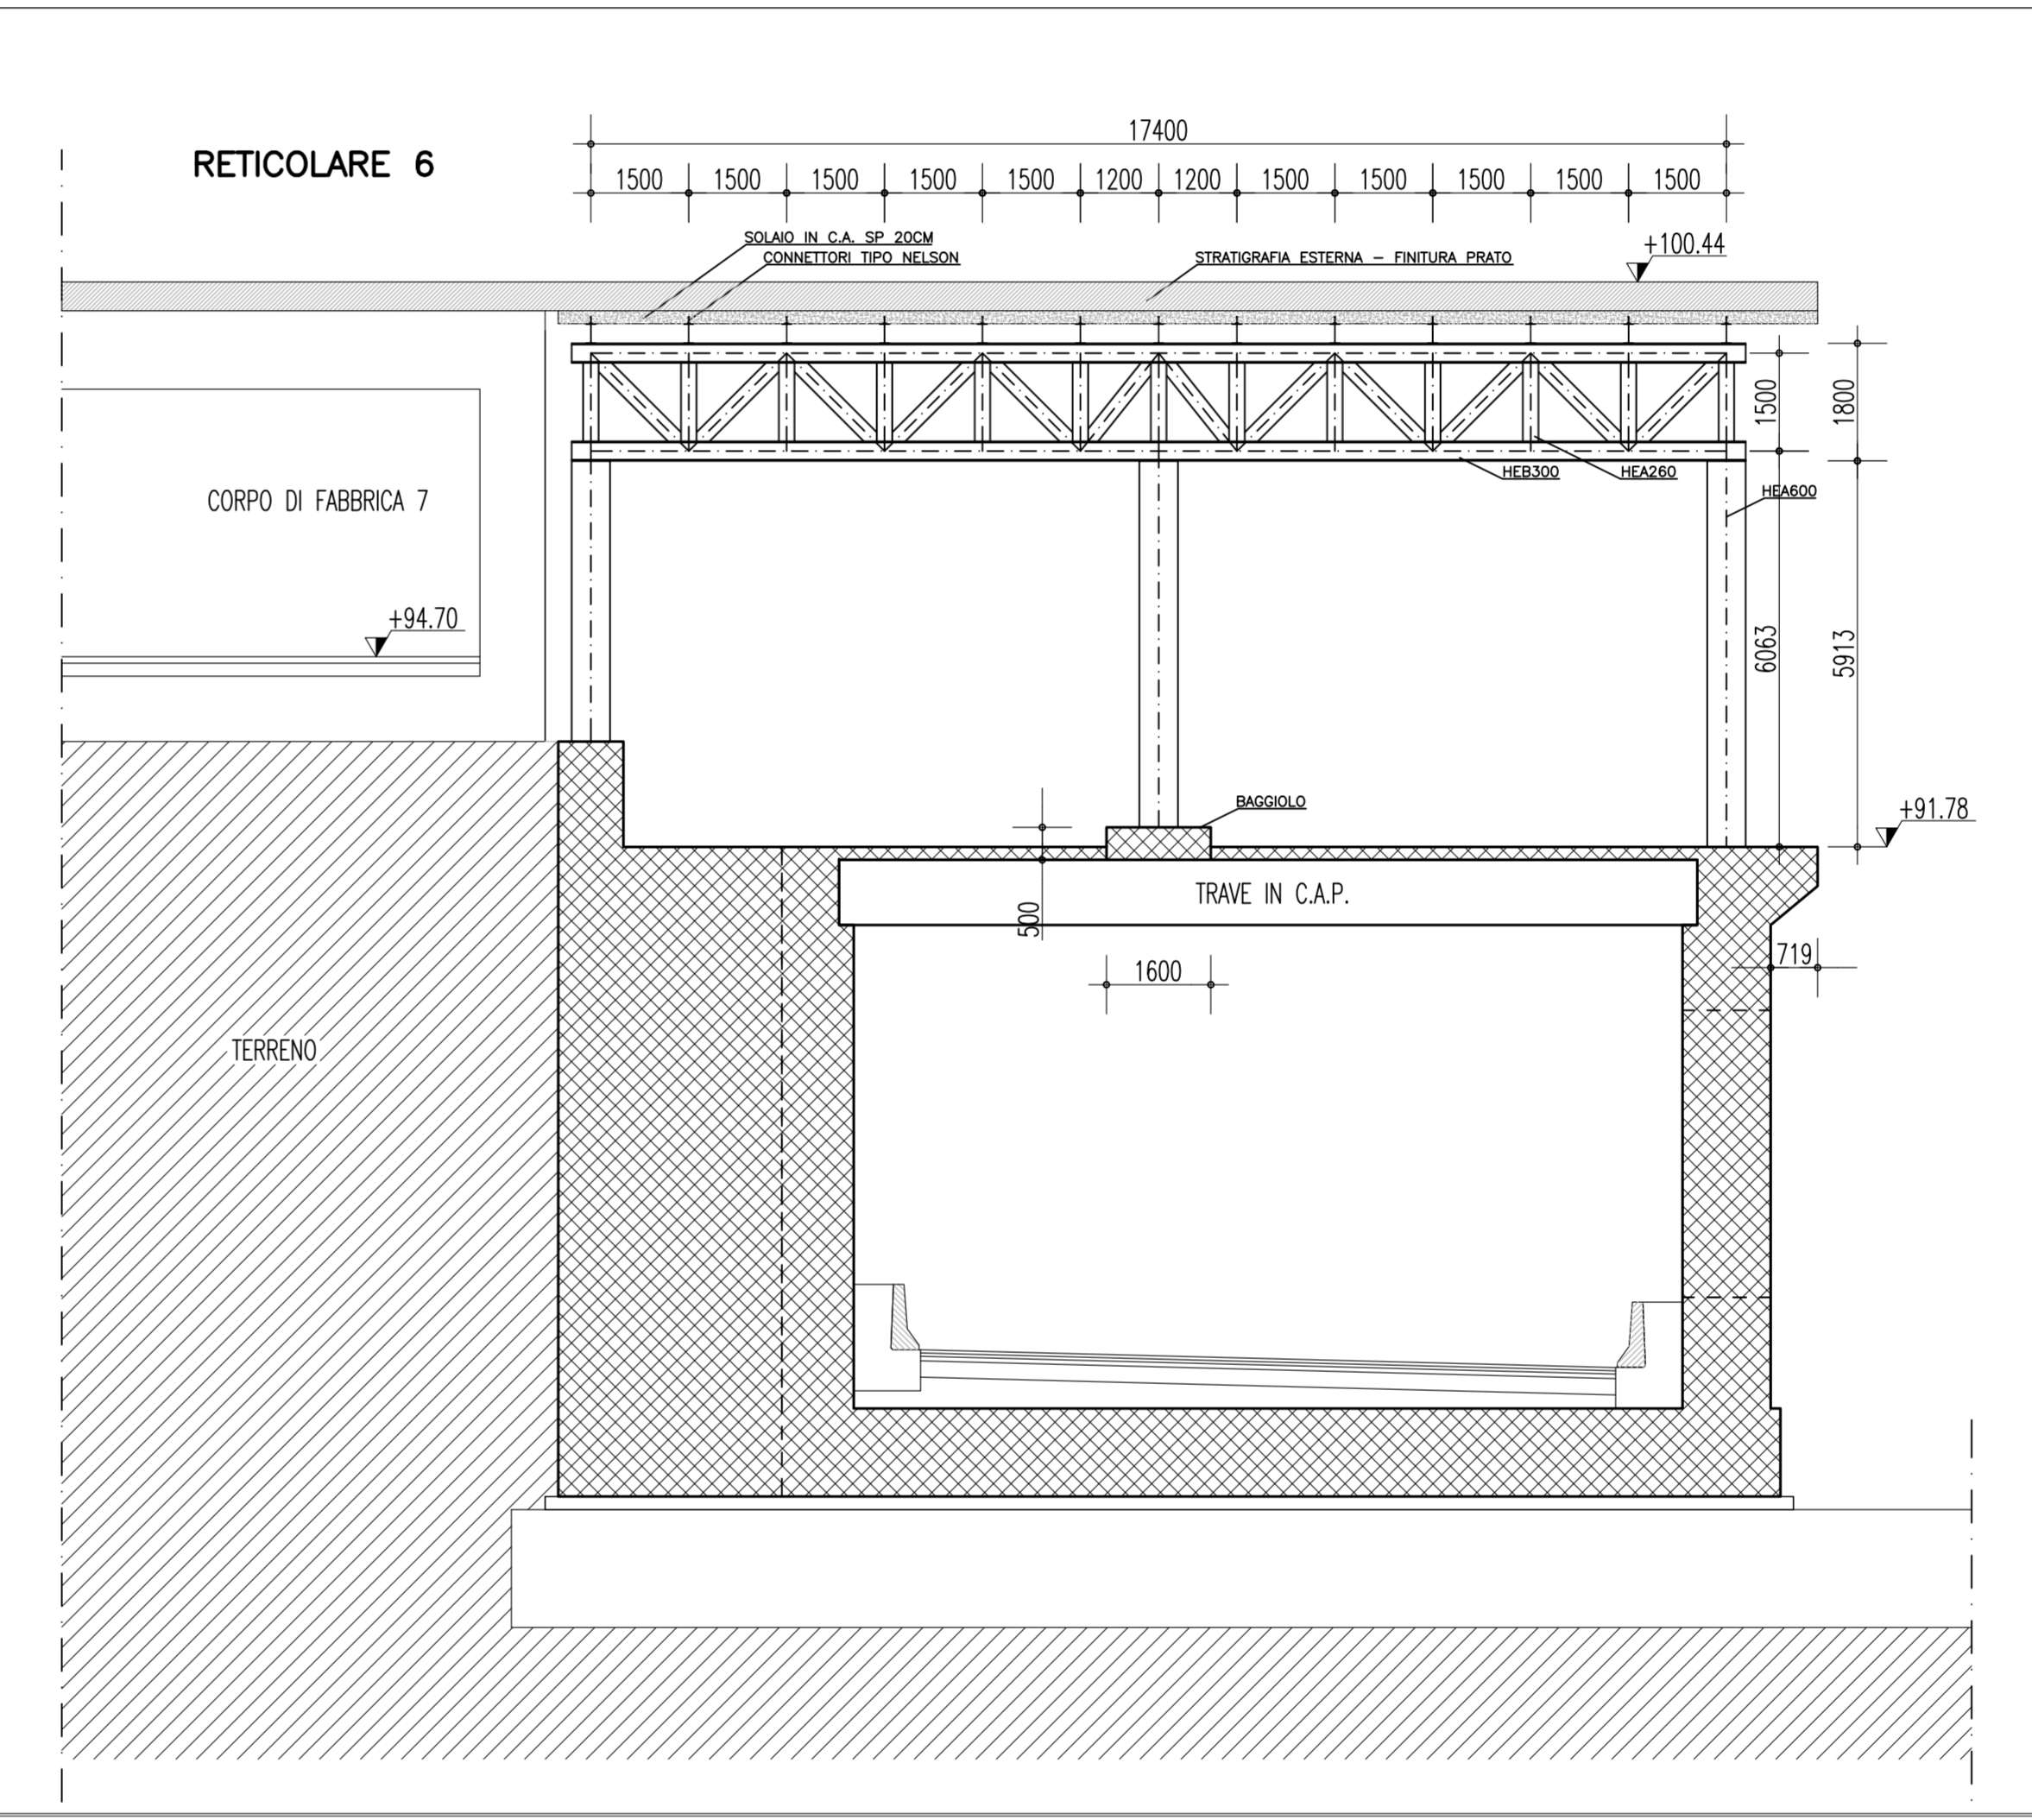 17400
RETICOLARE 6
1500 1500 1500 1500 1500 1200 1200 1500 1500 1500 1500 1500
SOLAIO IN C.A. SP 20CM
CONNETTORI TIPO NELSON
STRATIGRAFIA ESTERNA – FINITURA PRATO
+100.44
1500
1800
HEB300
HEA260
HEA600
CORPO DI FABBRICA 7
+94.70
6063
5913
BAGGIOLO
+91.78
TRAVE IN C.A.P.
500
719
1600
TERRENO